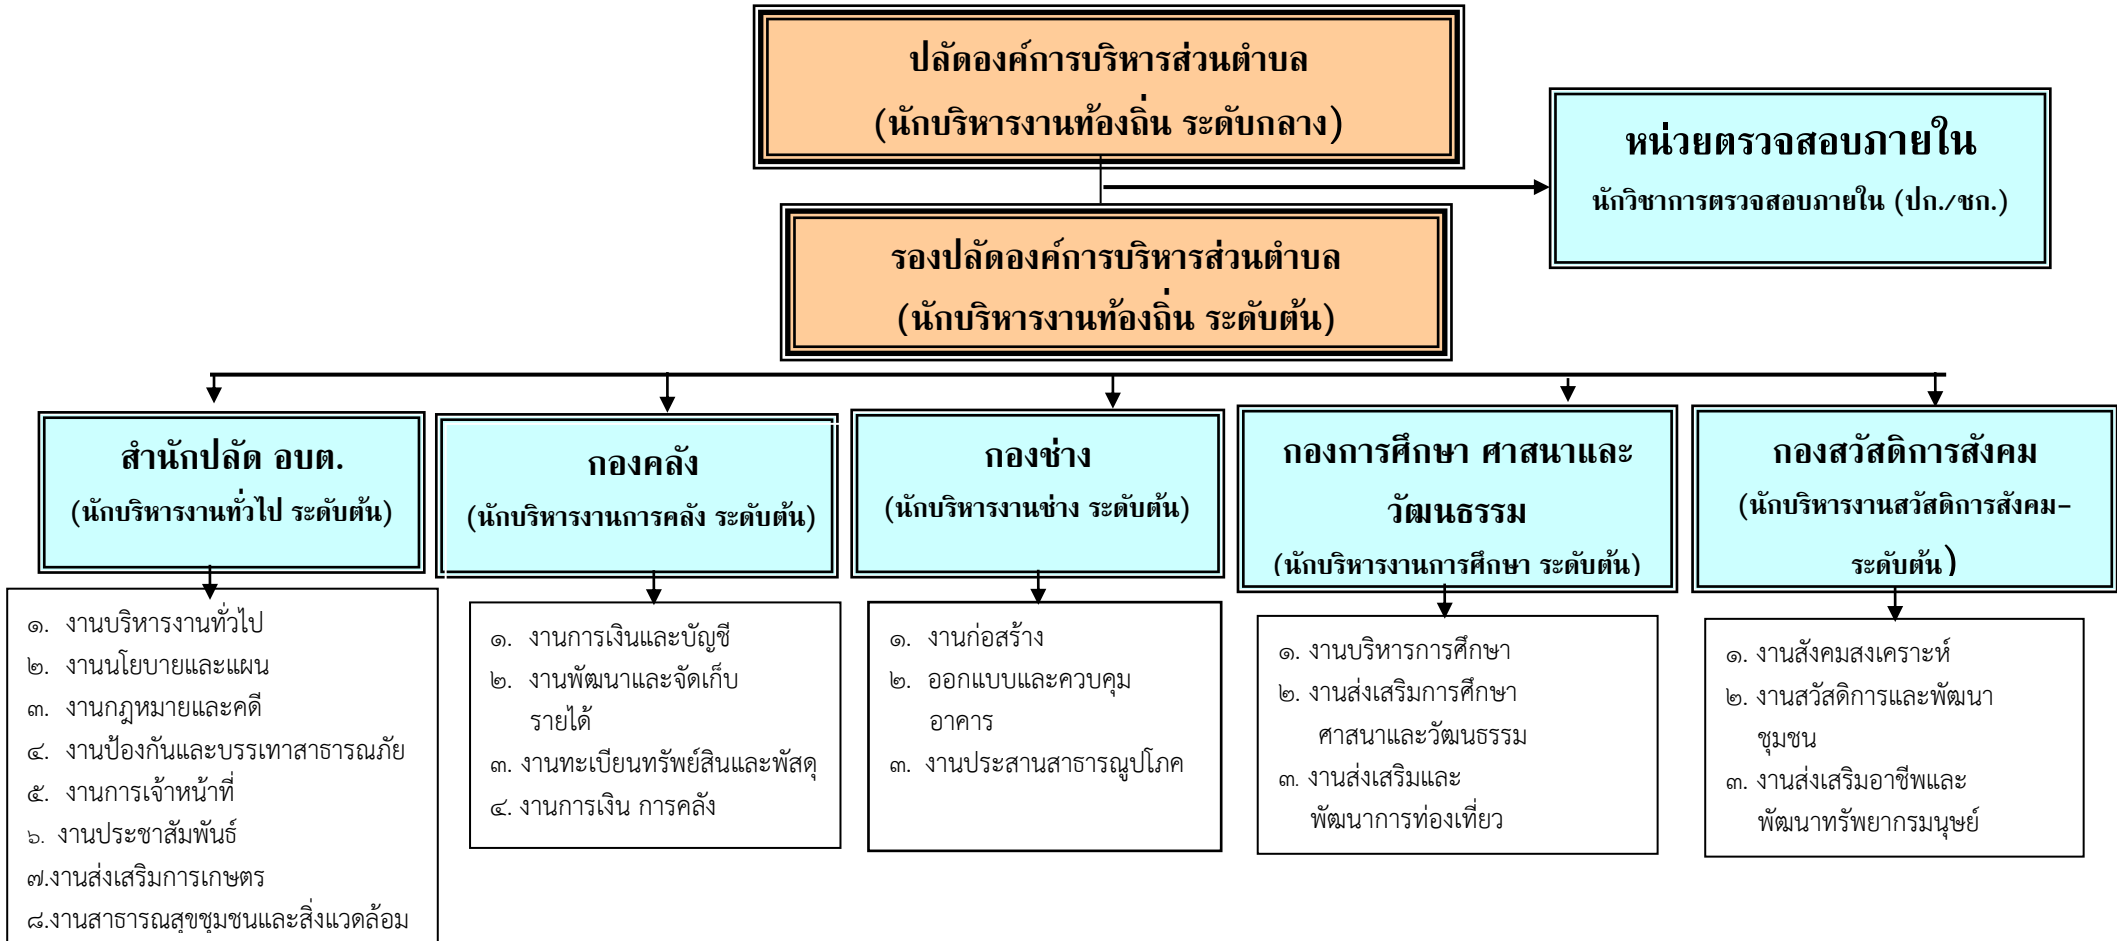 ปลัดองค์การบริหารส่วนตำบล
(นักบริหารงานท้องถิ่น ระดับกลาง)
หน่วยตรวจสอบภายใน
นักวิชาการตรวจสอบภายใน (ปก./ชก.)
รองปลัดองค์การบริหารส่วนตำบล
(นักบริหารงานท้องถิ่น ระดับต้น)
สำนักปลัด อบต.
(นักบริหารงานทั่วไป ระดับต้น)
๑. งานบริหารงานทั่วไป
๒. งานนโยบายและแผน
๓. งานกฎหมายและคดี
๔. งานป้องกันและบรรเทาสาธารณภัย
๕. งานการเจ้าหน้าที่
๖. งานประชาสัมพันธ์
๗.งานส่งเสริมการเกษตร
๘.งานสาธารณสุขชุมชนและสิ่งแวดล้อม
กองคลัง
(นักบริหารงานการคลัง ระดับต้น)
๑. งานการเงินและบัญชี
๒. งานพัฒนาและจัดเก็บ
รายได้
๓. งานทะเบียนทรัพย์สินและพัสดุ
๔. งานการเงิน การคลัง
กองช่าง
(นักบริหารงานช่าง ระดับต้น)
๑. งานก่อสร้าง
๒. ออกแบบและควบคุม
อาคาร
๓. งานประสานสาธารณูปโภค
กองการศึกษา ศาสนาและ
วัฒนธรรม
(นักบริหารงานการศึกษา ระดับต้น)
๑. งานบริหารการศึกษา
๒. งานส่งเสริมการศึกษา
ศาสนาและวัฒนธรรม
๓. งานส่งเสริมและ
พัฒนาการท่องเที่ยว
กองสวัสดิการสังคม
(นักบริหารงานสวัสดิการสังคม-
ระดับต้น)
๑. งานสังคมสงเคราะห์
๒. งานสวัสดิการและพัฒนา
ชุมชน
๓. งานส่งเสริมอาชีพและ
พัฒนาทรัพยากรมนุษย์